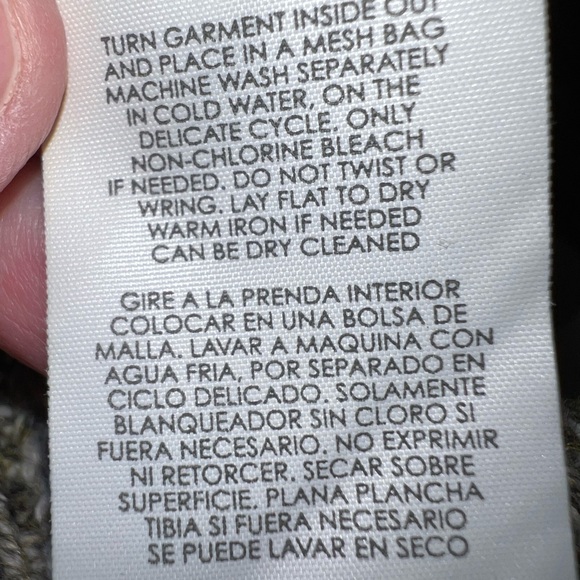 TURN GARMENT INSIDE OUT
AND PLACE IN A MESH BAG
MACHINE WASH SEPARATELY
IN COLD WATER, ON THE
DELICATE CYCLE, ONLY
NON-CHLORINE BLEACH
IF NEEDED. DO NOT TWIST OR
WRING. LAY FLAT TO DRY
WARM IRON IF NEEDED
CAN BE DRY CLEANED
GIRE A LA PRENDA INTERIOR
COLOCAR EN UNA BOLSA DE
MALLA. LAVAR A MAQUINA CON
AGUA FRIA, POR SEPARADO EN
CICLO DELICADO. SOLAMENTE
BLANQUEADOR SIN CLORO SI
FUERA NECESARIO. NO EXPRIMIR
NI RETORCER. SECAR SOBRE
SUPERFICIE. PLANA PLANCHA
TIBIA SI FUERA NECESARIO
SE PUEDE LAVAR EN SECO